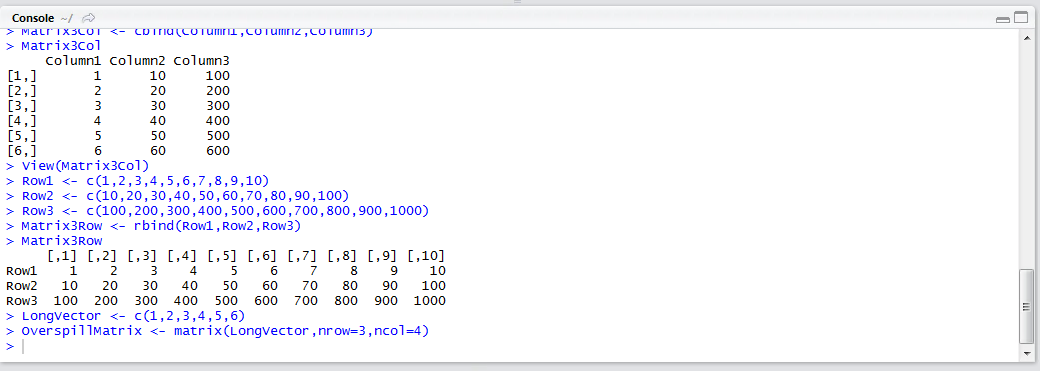 Console ~/
> Matrix3Col <- cbind(Column1,Column2,Column3)
> Matrix3Col
     Column1 Column2 Column3
[1,]       1      10     100
[2,]       2      20     200
[3,]       3      30     300
[4,]       4      40     400
[5,]       5      50     500
[6,]       6      60     600
> View(Matrix3Col)
> Row1 <- c(1,2,3,4,5,6,7,8,9,10)
> Row2 <- c(10,20,30,40,50,60,70,80,90,100)
> Row3 <- c(100,200,300,400,500,600,700,800,900,1000)
> Matrix3Row <- rbind(Row1,Row2,Row3)
> Matrix3Row
     [,1] [,2] [,3] [,4] [,5] [,6] [,7] [,8] [,9] [,10]
Row1    1    2    3    4    5    6    7    8    9    10
Row2   10   20   30   40   50   60   70   80   90   100
Row3  100  200  300  400  500  600  700  800  900  1000
> LongVector <- c(1,2,3,4,5,6)
> OverspillMatrix <- matrix(LongVector,nrow=3,ncol=4)
>